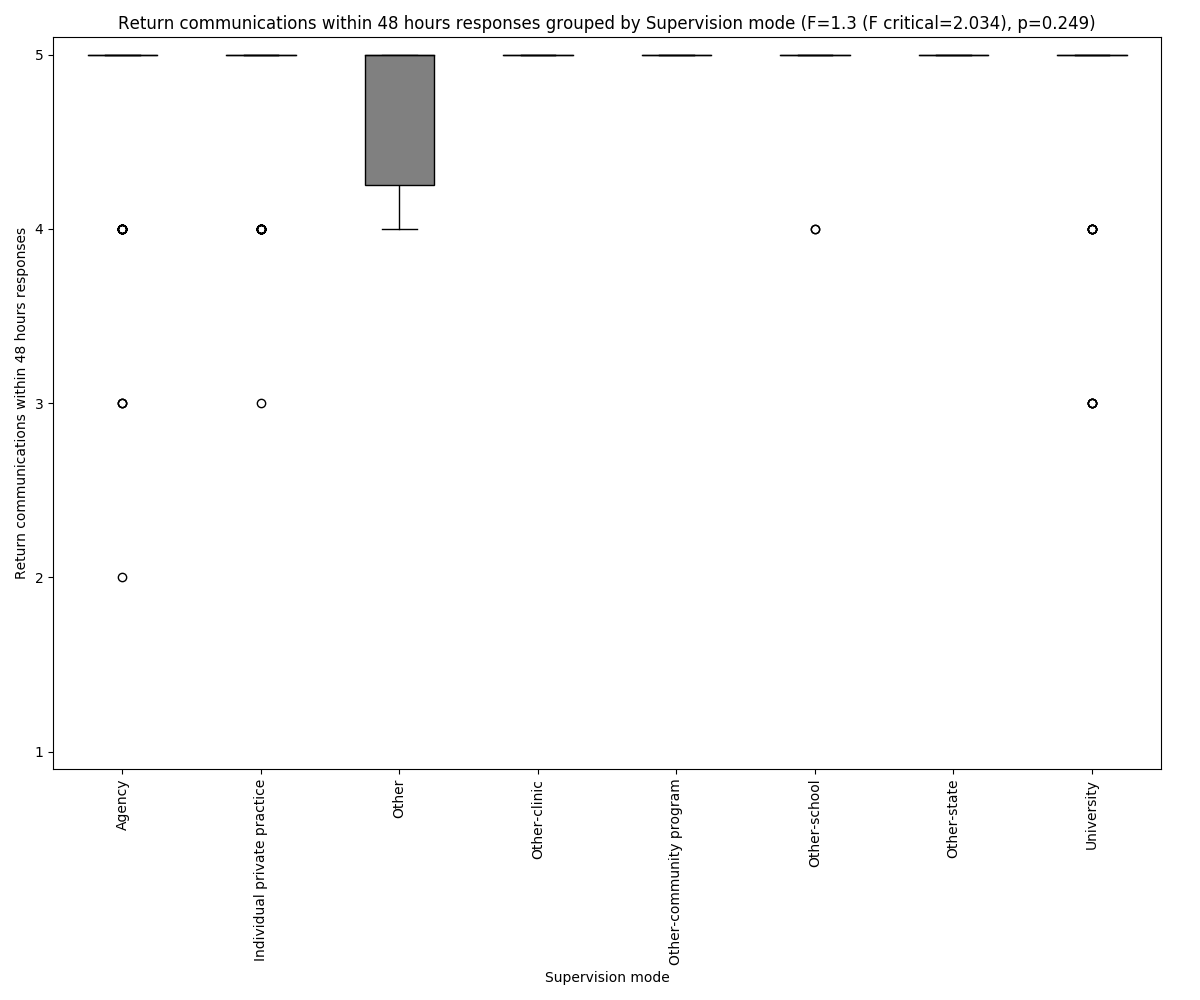 Return communications within 48 hours responses grouped by Supervision mode (F=1.3 (F critical=2.034), p=0.249)
Return communications within 48 hours responses
5
4
3
2
1
Agency
Individual private practice
Other
Other-clinic
Other-community program
Other-school
Other-state
University
Supervision mode